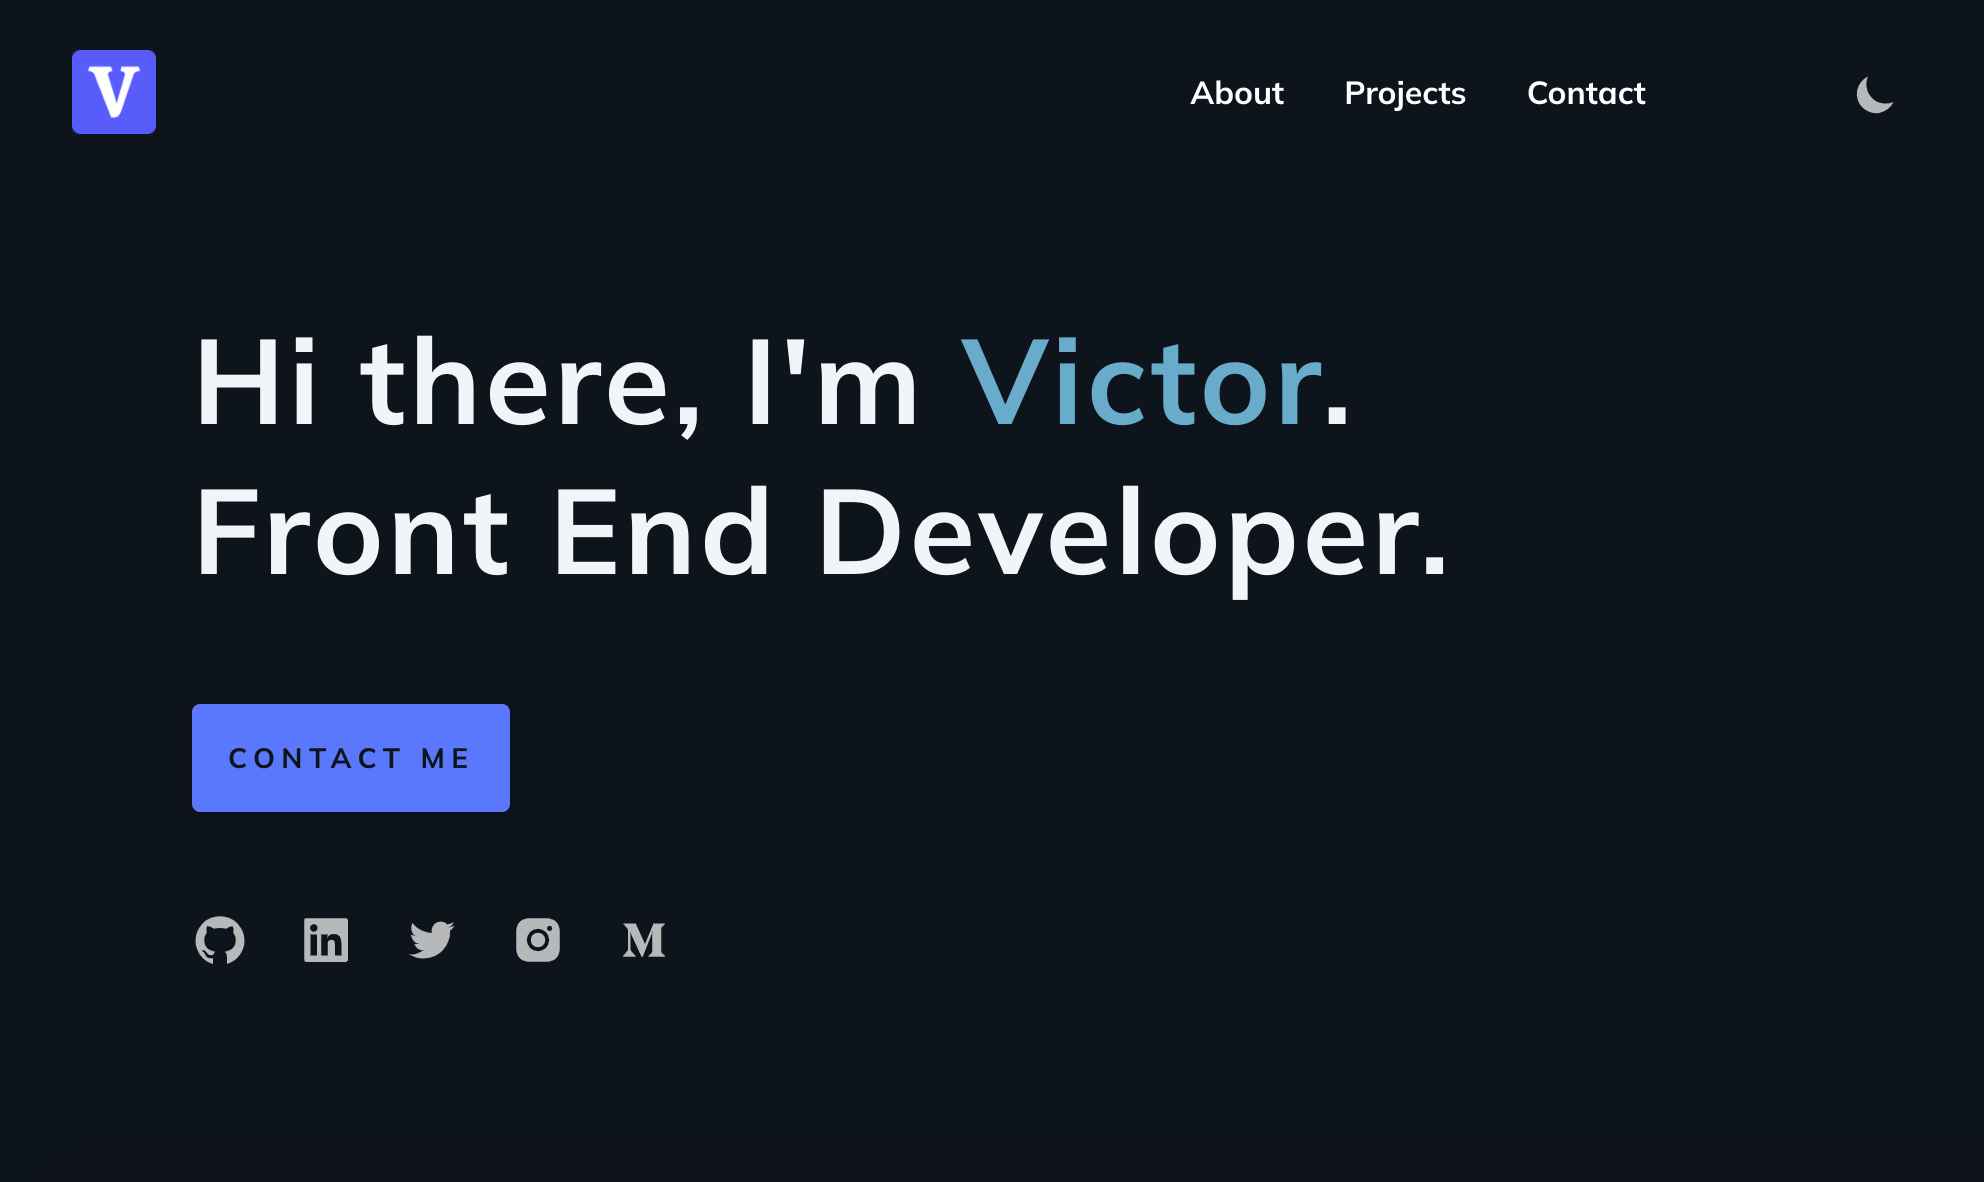 V
About Projects Contact
Hi there, I'm Victor.
Front End Developer.
CONTACT ME
in
M